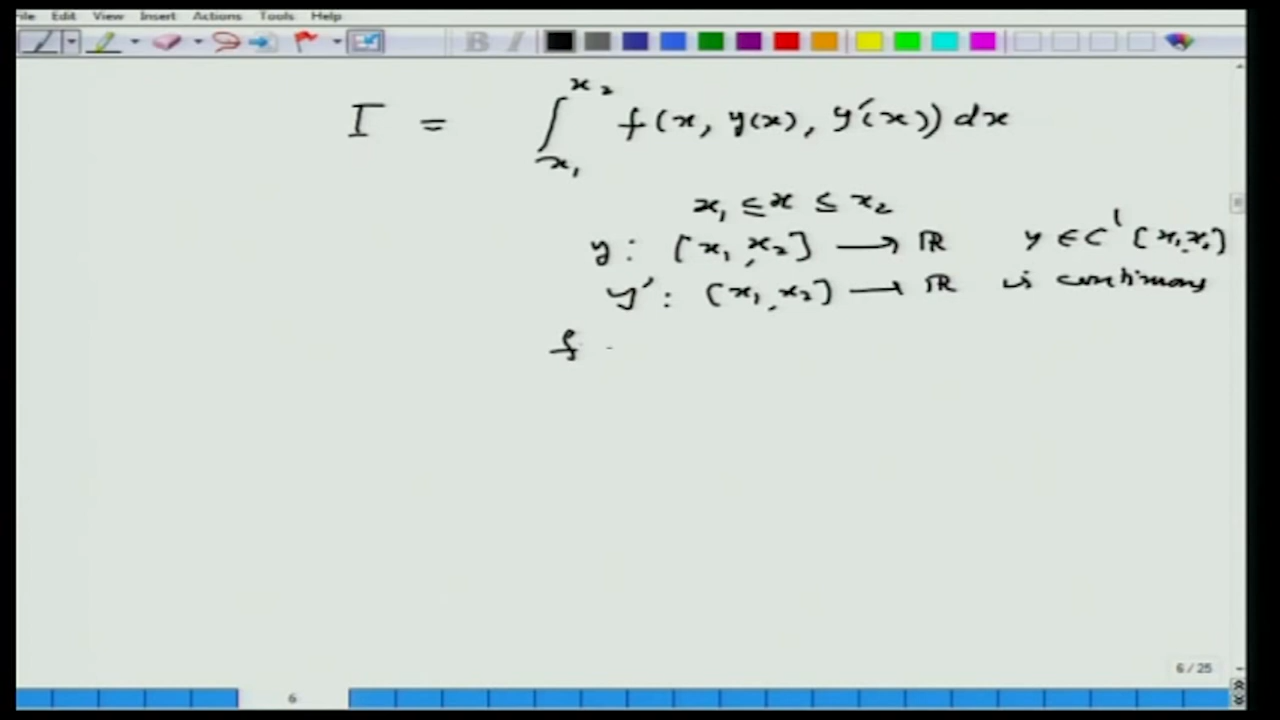 File Edit View Insert Actions Tools Help
B I
I = ∫_{x₁}^{x₂} f(x, y(x), y'(x)) dx
x₁ ≤ x ≤ x₂
y : [x₁, x₂] → ℝ y ∈ C¹ [x₁, x₂]
y' : [x₁, x₂] → ℝ is continuous
f
6 / 25
6